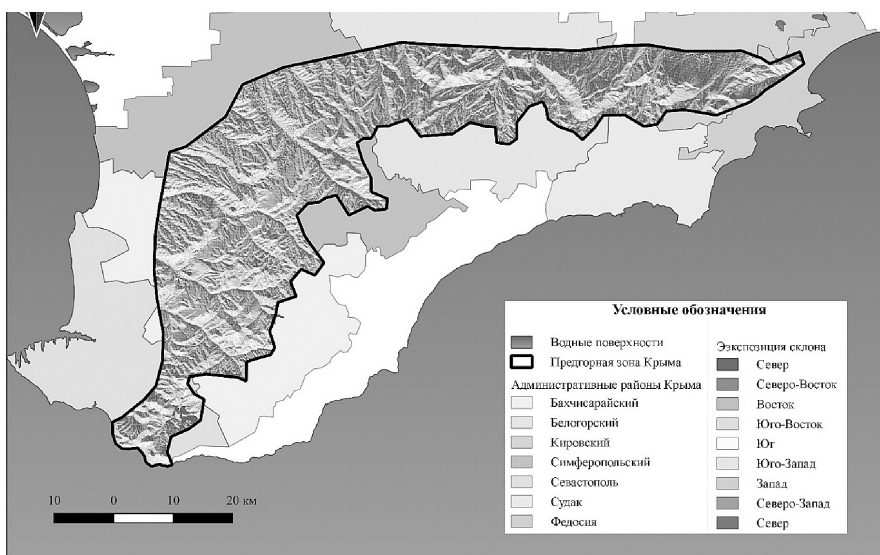 Условные обозначения
Водные поверхности
Предгорная зона Крыма
Административные районы Крыма
Бахчисарайский
Белогорский
Кировский
Симферопольский
Севастополь
Судак
Федосия
Ээкспозиция склона
Север
Северо-Восток
Восток
Юго-Восток
Юг
Юго-Запад
Запад
Северо-Запад
Север
10 0 10 20 км